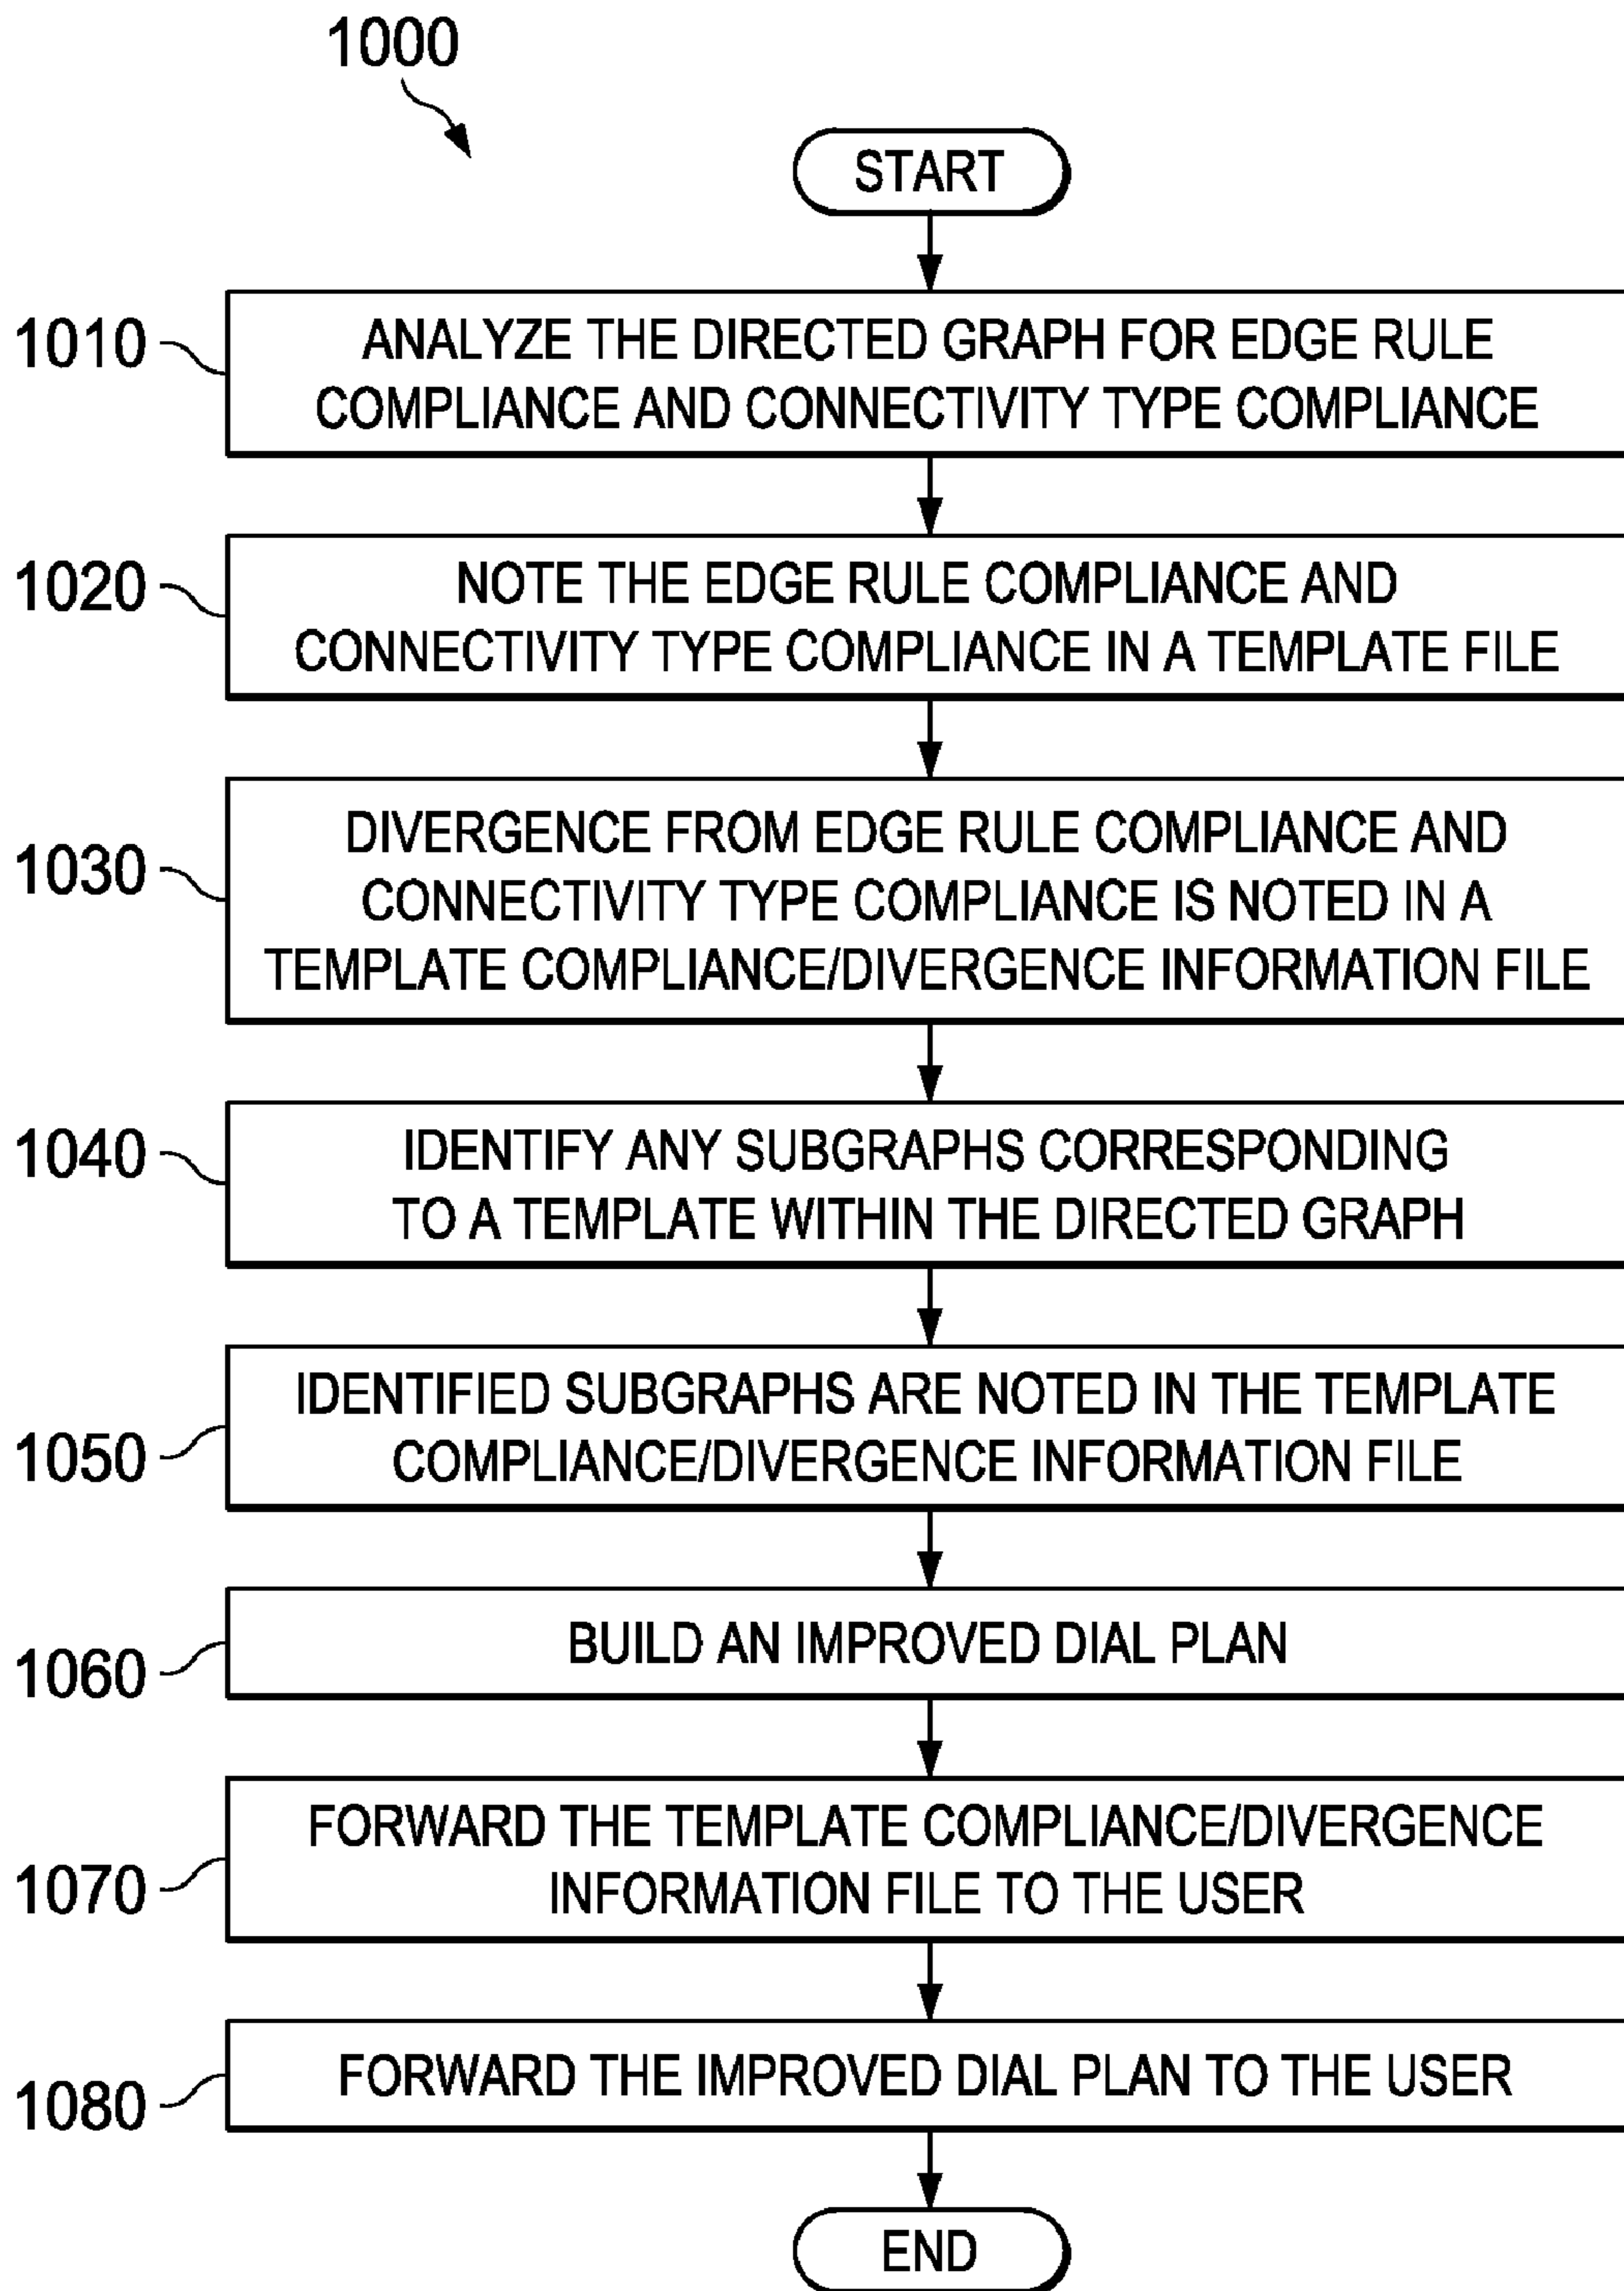 1000
START
1010
ANALYZE THE DIRECTED GRAPH FOR EDGE RULE
COMPLIANCE AND CONNECTIVITY TYPE COMPLIANCE
1020
NOTE THE EDGE RULE COMPLIANCE AND
CONNECTIVITY TYPE COMPLIANCE IN A TEMPLATE FILE
1030
DIVERGENCE FROM EDGE RULE COMPLIANCE AND
CONNECTIVITY TYPE COMPLIANCE IS NOTED IN A
TEMPLATE COMPLIANCE/DIVERGENCE INFORMATION FILE
1040
IDENTIFY ANY SUBGRAPHS CORRESPONDING
TO A TEMPLATE WITHIN THE DIRECTED GRAPH
1050
IDENTIFIED SUBGRAPHS ARE NOTED IN THE TEMPLATE
COMPLIANCE/DIVERGENCE INFORMATION FILE
1060
BUILD AN IMPROVED DIAL PLAN
1070
FORWARD THE TEMPLATE COMPLIANCE/DIVERGENCE
INFORMATION FILE TO THE USER
1080
FORWARD THE IMPROVED DIAL PLAN TO THE USER
END